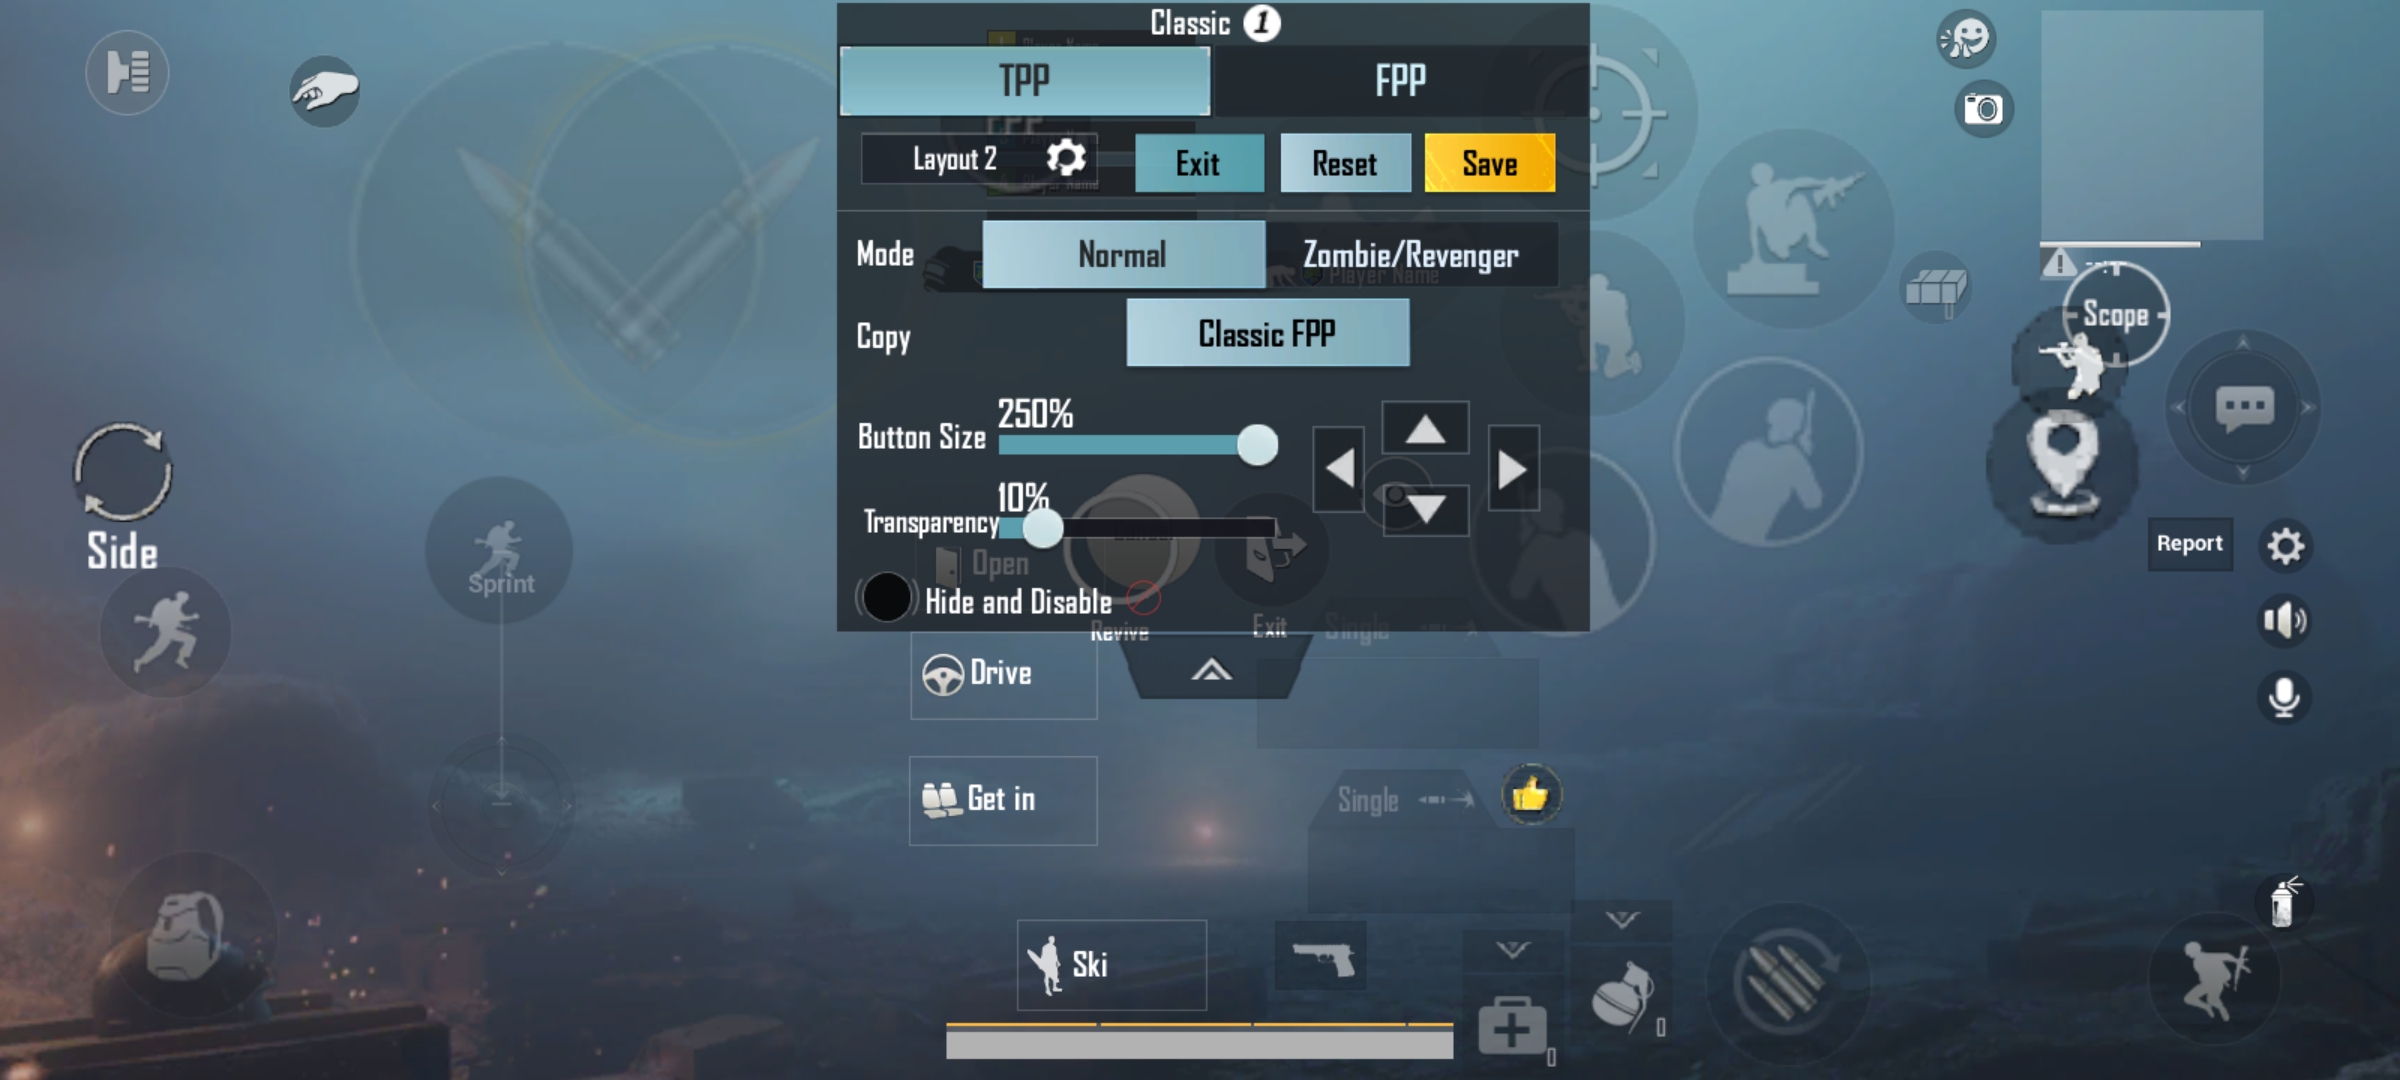 Classic 1
TPP
FPP
Layout 2
Exit
Reset
Save
Mode
Normal
Zombie/Revenger
Player Name
Copy
Classic FPP
Scope
Button Size
250%
Transparency
10%
Report
Side
Sprint
Open
Hide and Disable
Revive
Exit
Single
Drive
Get in
Single
Ski
0
0